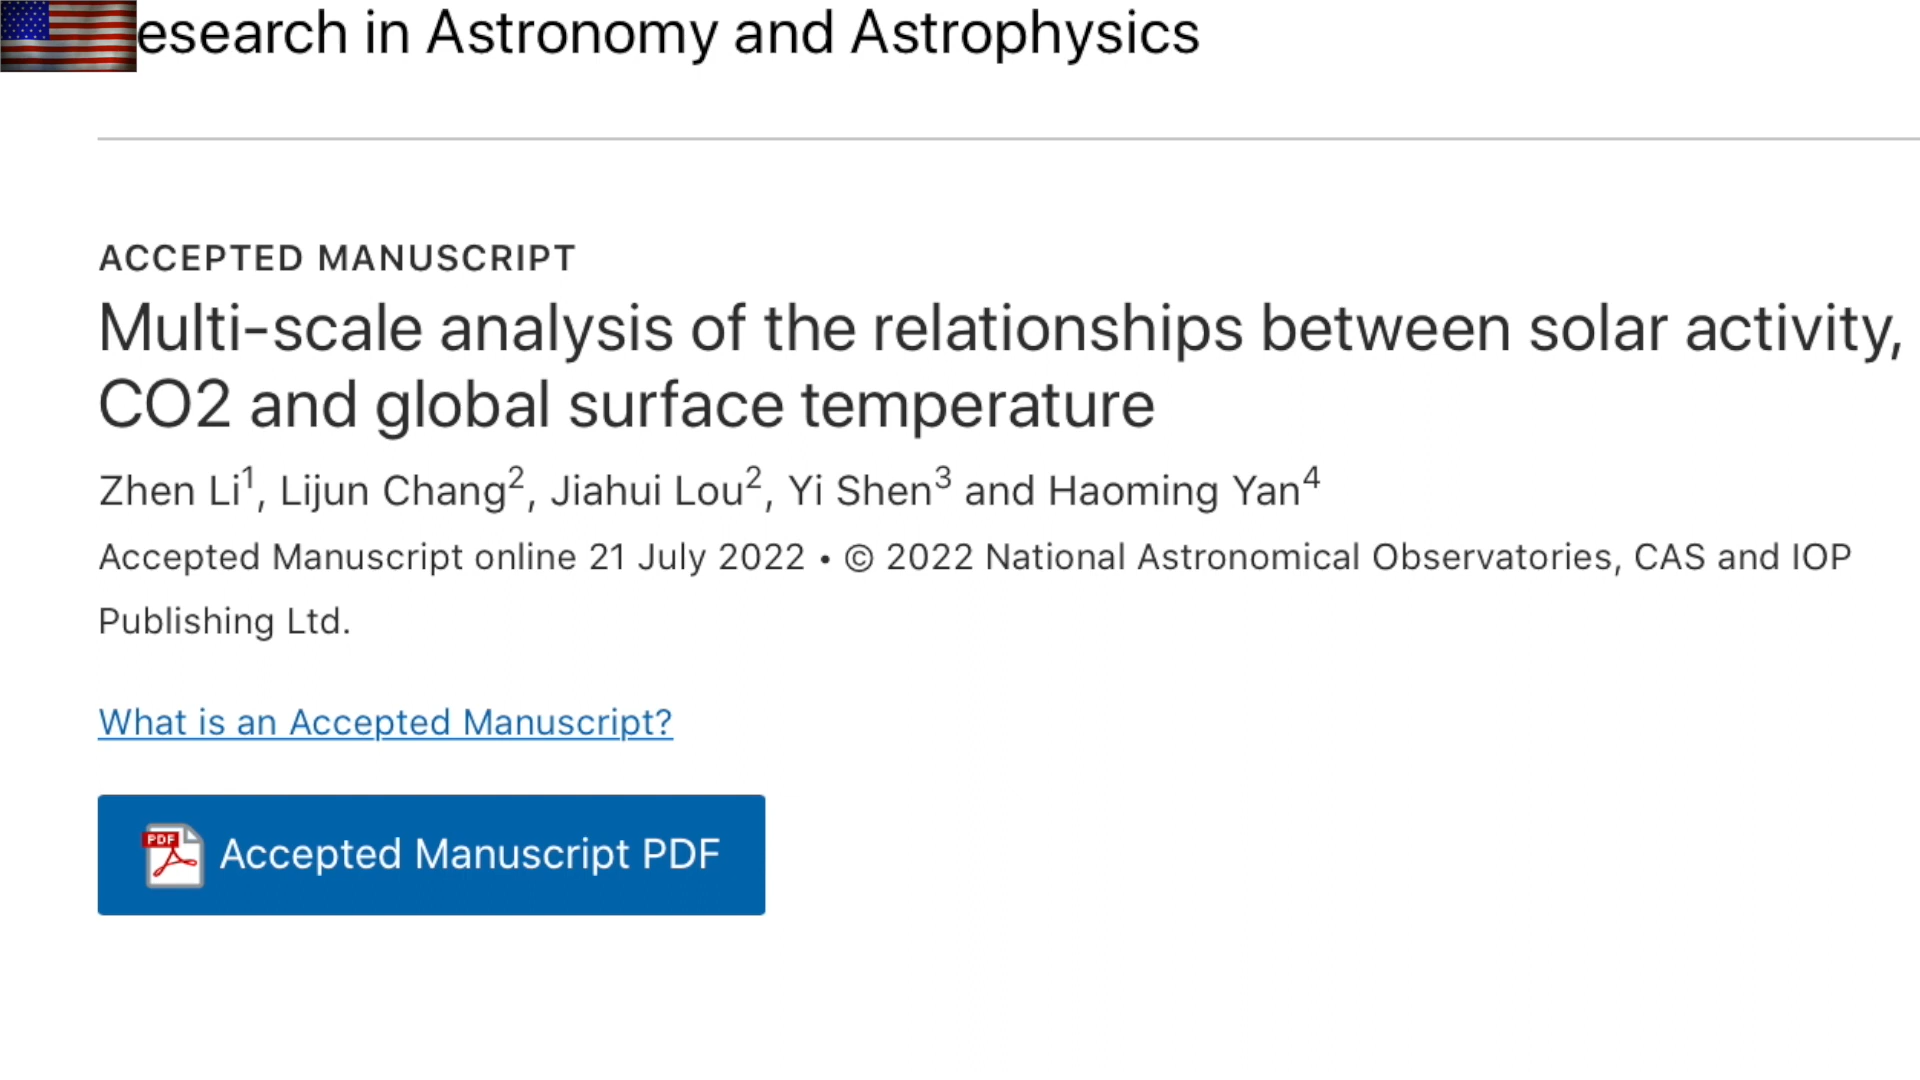 esearch in Astronomy and Astrophysics
ACCEPTED MANUSCRIPT
Multi-scale analysis of the relationships between solar activity,
CO2 and global surface temperature
Zhen Li1, Lijun Chang2, Jiahui Lou2, Yi Shen3 and Haoming Yan4
Accepted Manuscript online 21 July 2022 • © 2022 National Astronomical Observatories, CAS and IOP
Publishing Ltd.
What is an Accepted Manuscript?
PDF Accepted Manuscript PDF